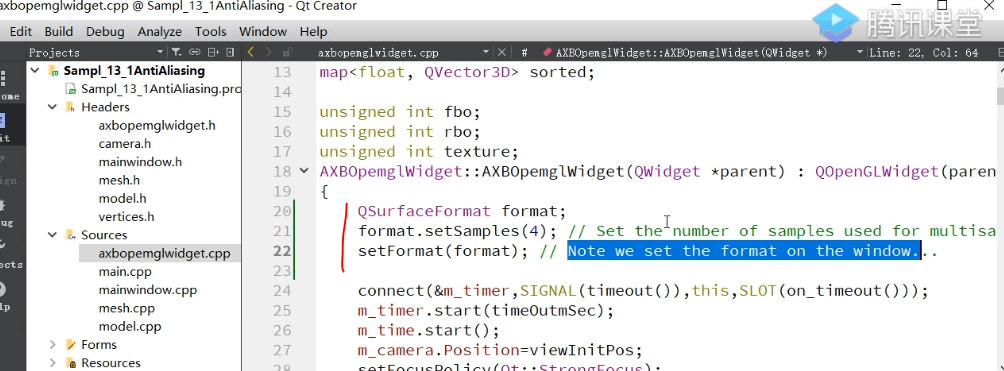 axbopemglwidget.cpp @ Sampl_13_1AntiAliasing - Qt Creator
腾讯课堂
Edit Build Debug Analyze Tools Window Help
Projects
axbopemglvidget.cpp
# AXBOpemglWidget::AXBOpemglWidget(QWidget *)
Line: 22, Col: 64
Sampl_13_1AntiAliasing
Sampl_13_1AntiAliasing.pro
Headers
axbopemglwidget.h
camera.h
mainwindow.h
mesh.h
model.h
vertices.h
Sources
axbopemglwidget.cpp
main.cpp
mainwindow.cpp
mesh.cpp
model.cpp
Forms
Resources
13 map<float, QVector3D> sorted;
14
15 unsigned int fbo;
16 unsigned int rbo;
17 unsigned int texture;
18 AXBOpemglWidget::AXBOpemglWidget(QWidget *parent) : QOpenGLWidget(paren
19 {
20 QSurfaceFormat format;
21 format.setSamples(4); // Set the number of samples used for multisa
22 setFormat(format); // Note we set the format on the window...
23
24 connect(&m_timer,SIGNAL(timeout()),this,SLOT(on_timeout()));
25 m_timer.start(timeOutmSec);
26 m_time.start();
27 m_camera.Position=viewInitPos;
28 setFocusPolicy(Qt::StrongFocus);